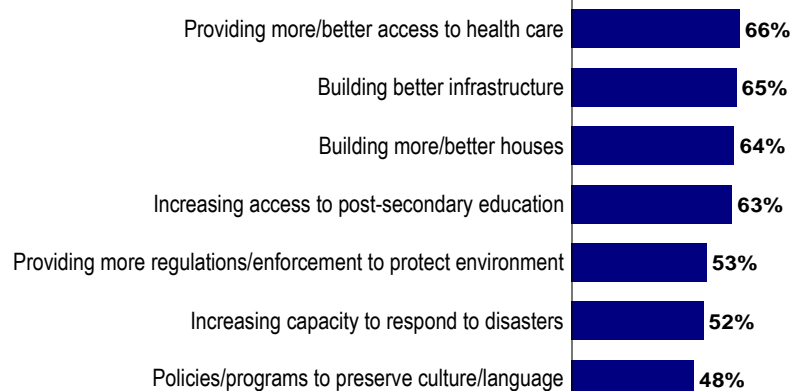 Providing more/better access to health care 66%
Building better infrastructure 65%
Building more/better houses 64%
Increasing access to post-secondary education 63%
Providing more regulations/enforcement to protect environment 53%
Increasing capacity to respond to disasters 52%
Policies/programs to preserve culture/language 48%